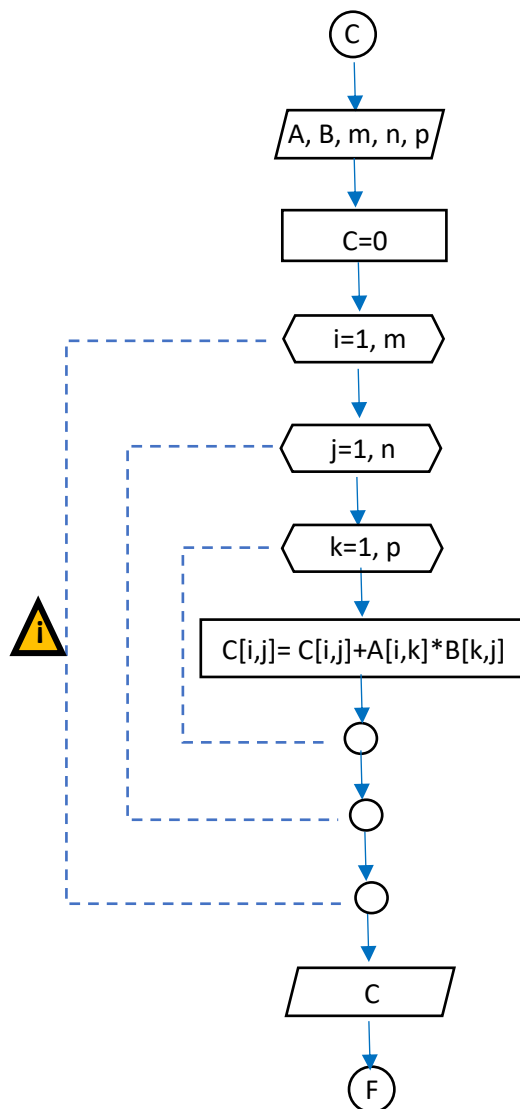 C
A, B, m, n, p
C=0
i=1, m
j=1, n
k=1, p
i
C[i,j]= C[i,j]+A[i,k]*B[k,j]
C
F